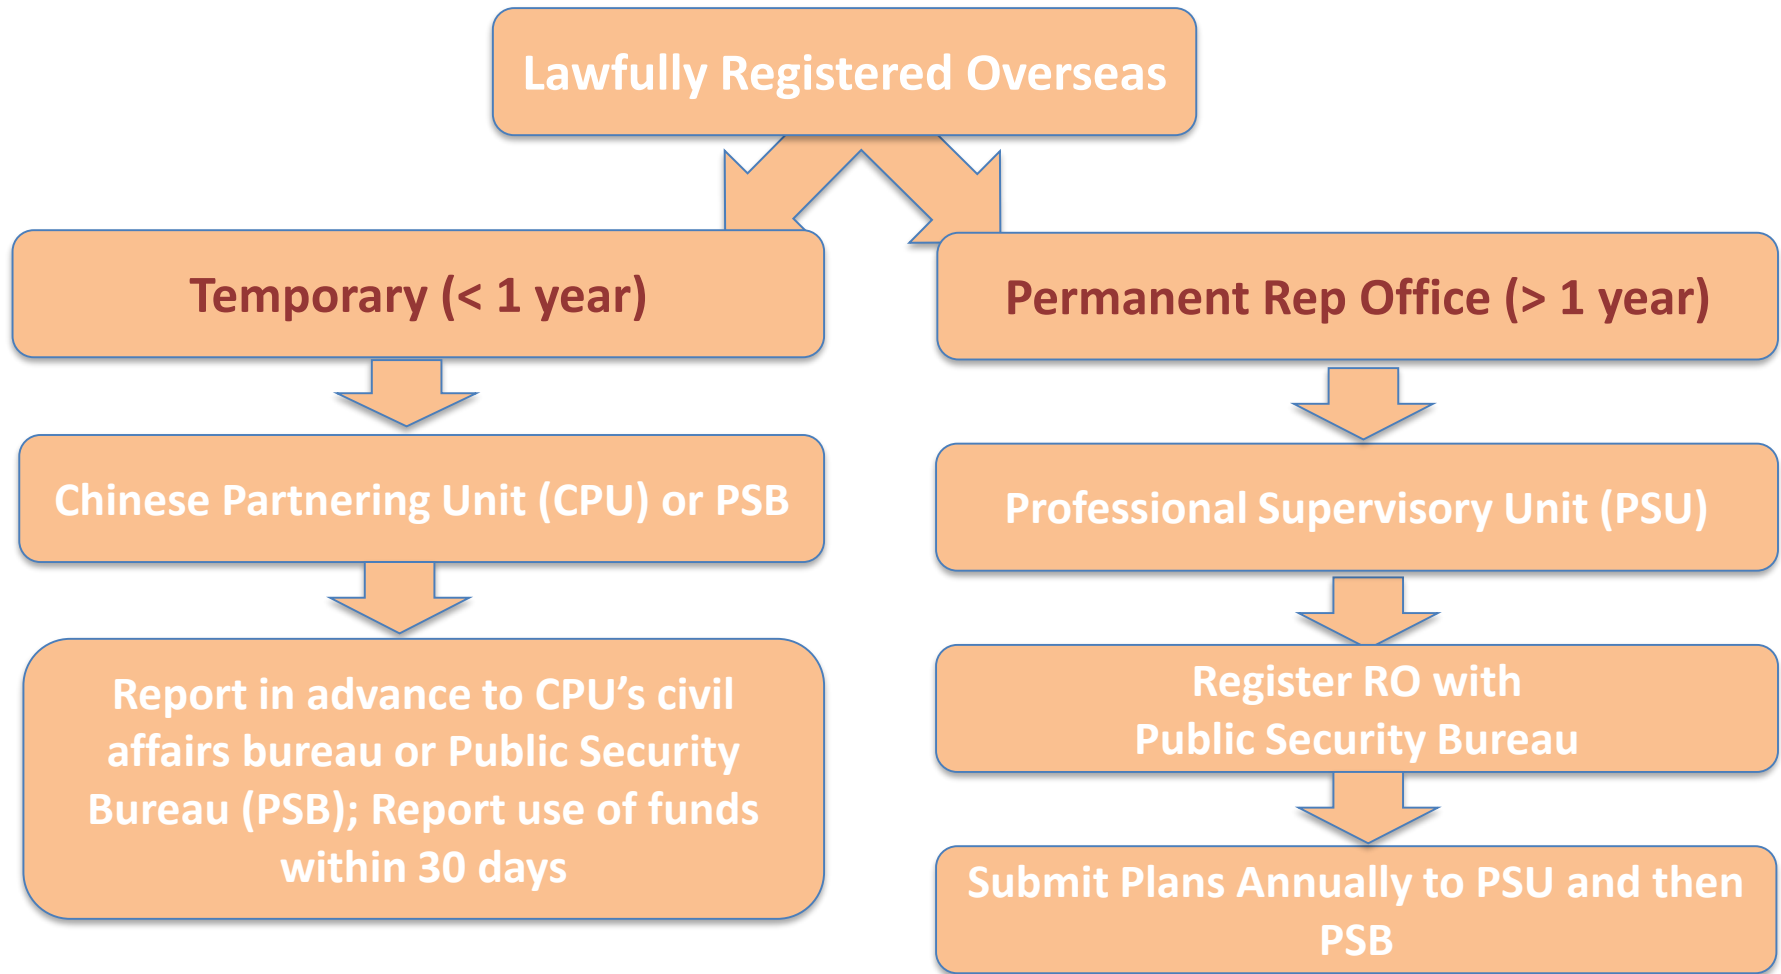 Lawfully Registered Overseas
Temporary (< 1 year)
Permanent Rep Office (> 1 year)
Chinese Partnering Unit (CPU) or PSB
Professional Supervisory Unit (PSU)
Report in advance to CPU’s civil
affairs bureau or Public Security
Bureau (PSB); Report use of funds
within 30 days
Register RO with
Public Security Bureau
Submit Plans Annually to PSU and then
PSB